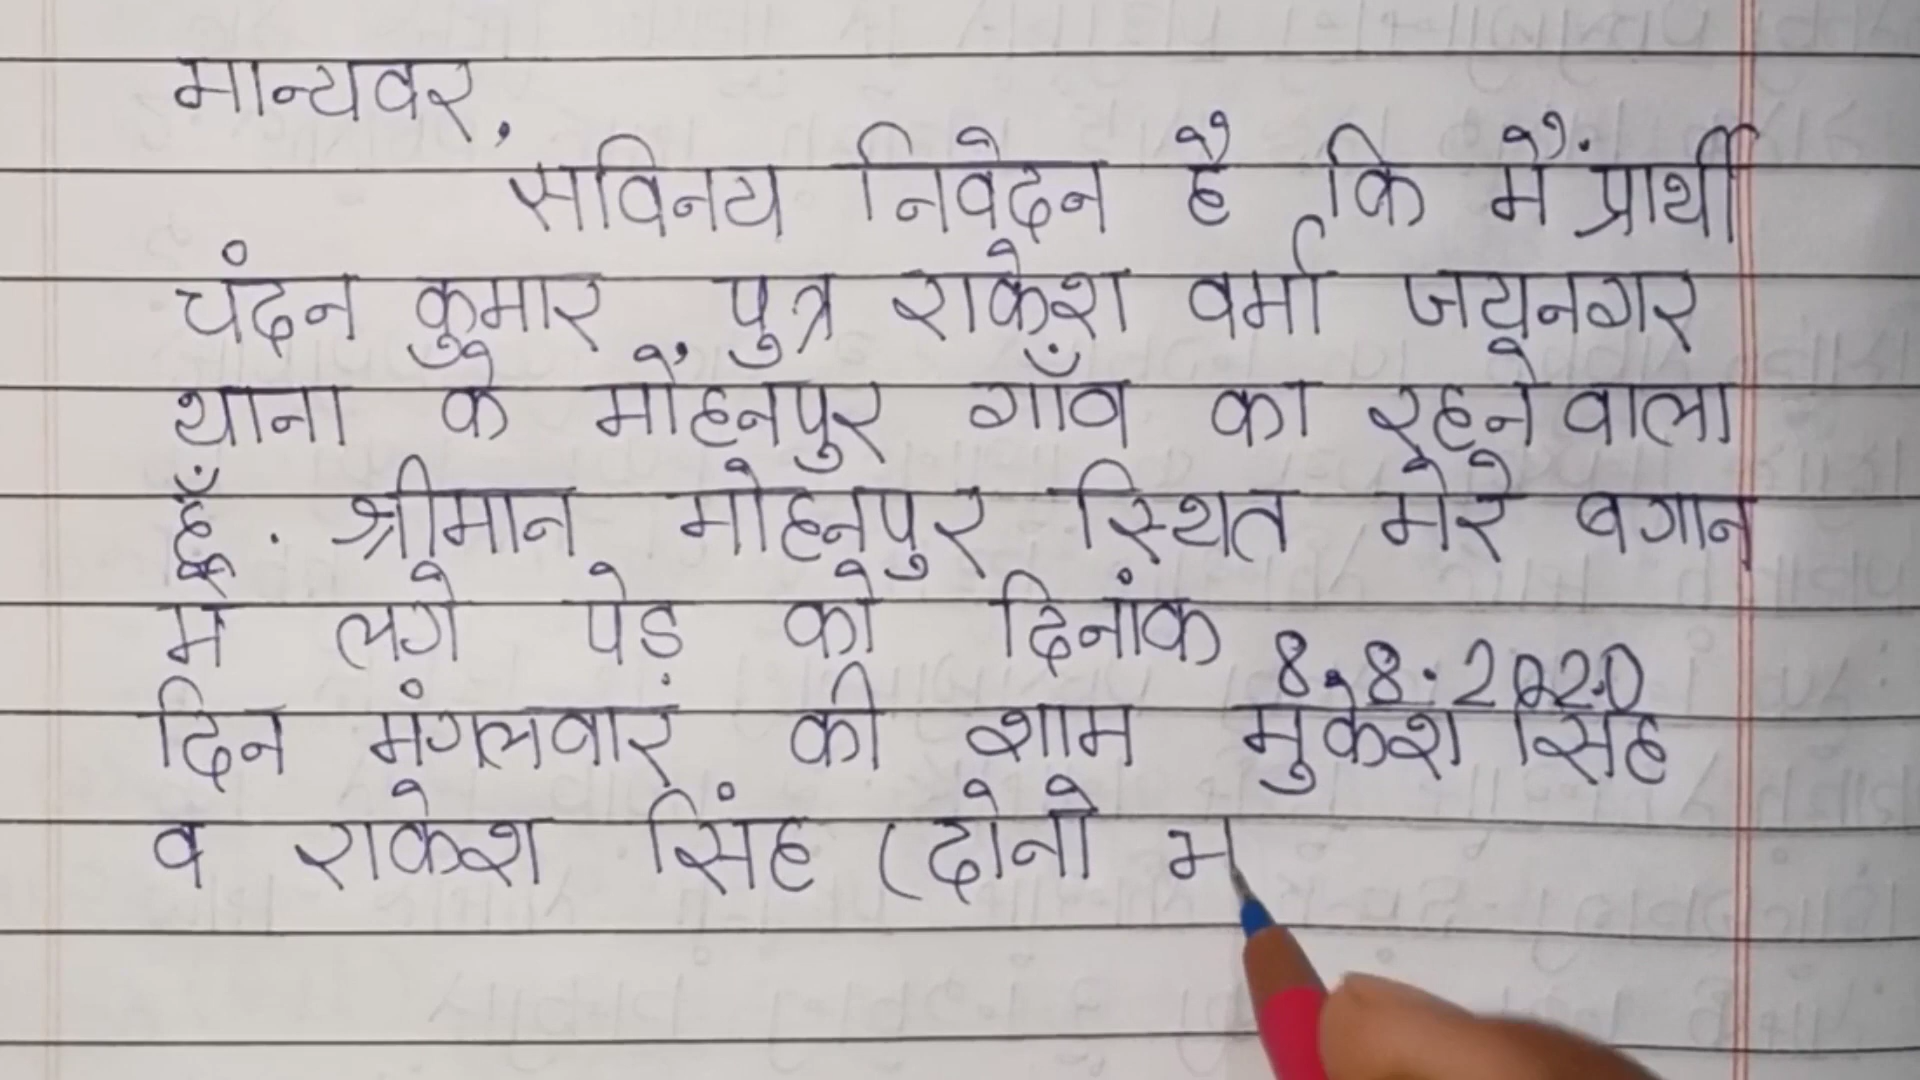 मान्यवर,
सविनय निवेदन है कि मैं प्रार्थी
चंदन कुमार, पुत्र राकेश वर्मा जयनगर
थाना के मोहनपुर गाँव का रहने वाला
हूँ. श्रीमान मोहनपुर स्थित मेरे बगान
में लगे पेड़ को दिनांक 8.8.2020
दिन मंगलवार की शाम मुकेश सिंह
व राकेश सिंह (दोनो म